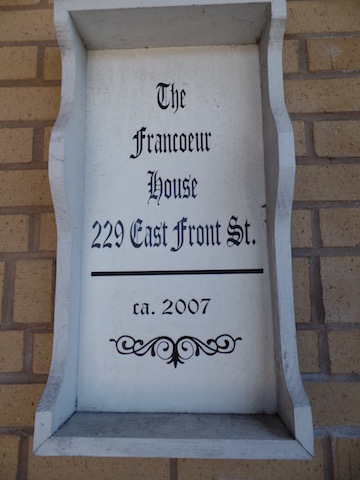 The
Francoeur
House
229 East Front St.
ca. 2007